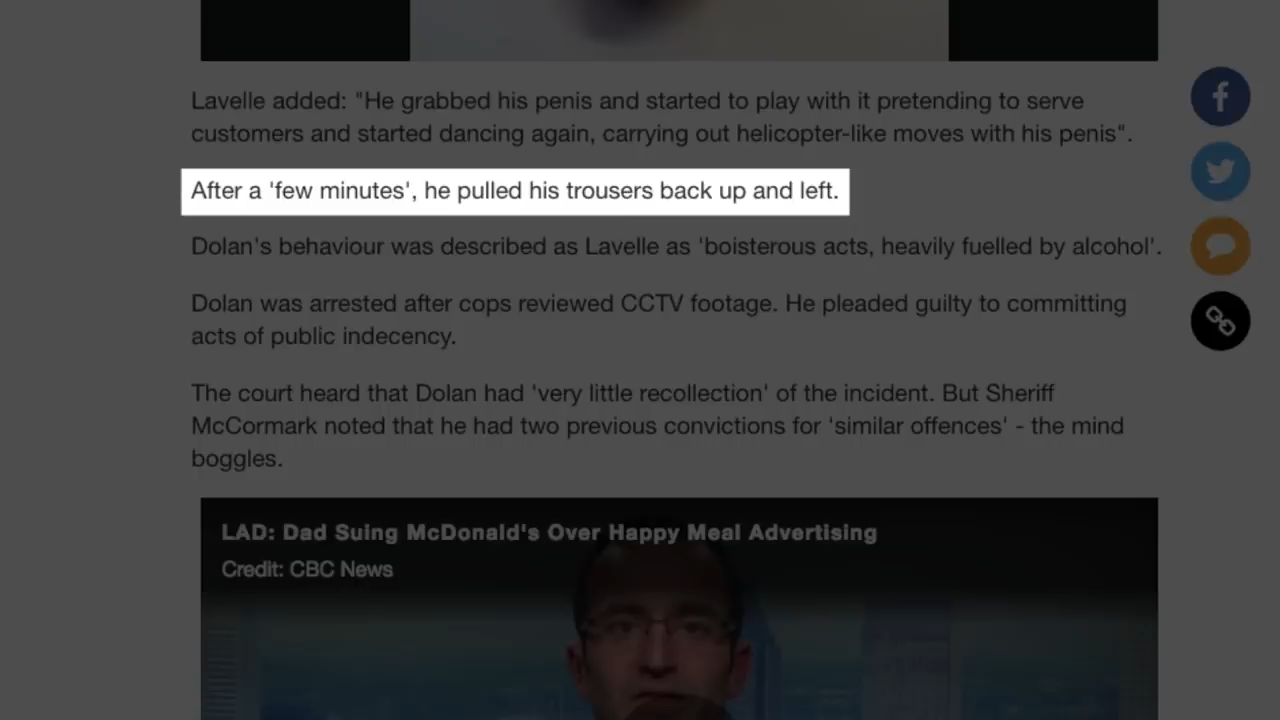 Lavelle added: "He grabbed his penis and started to play with it pretending to serve
customers and started dancing again, carrying out helicopter-like moves with his penis".
After a 'few minutes', he pulled his trousers back up and left.
Dolan's behaviour was described as Lavelle as 'boisterous acts, heavily fuelled by alcohol'.
Dolan was arrested after cops reviewed CCTV footage. He pleaded guilty to committing
acts of public indecency.
The court heard that Dolan had 'very little recollection' of the incident. But Sheriff
McCormark noted that he had two previous convictions for 'similar offences' - the mind
boggles.
LAD: Dad Suing McDonald's Over Happy Meal Advertising
Credit: CBC News